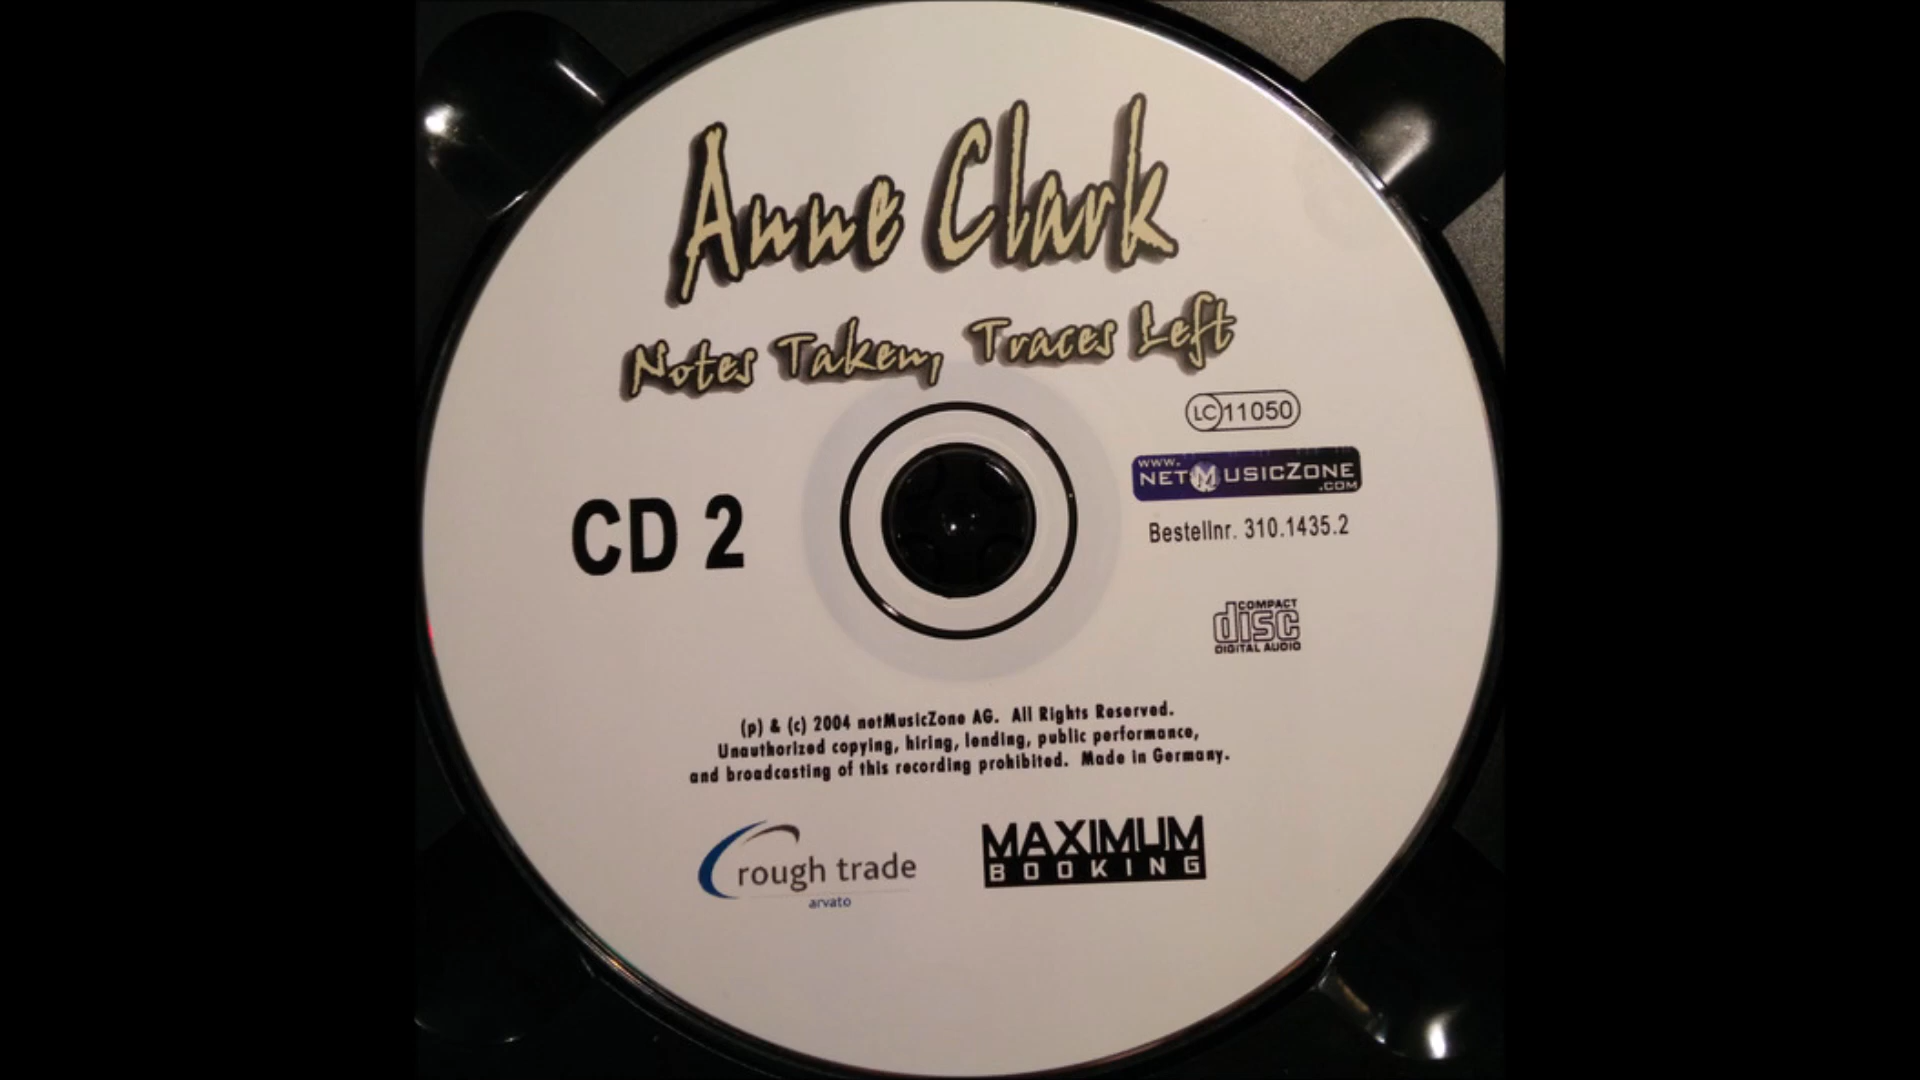 Anne Clark
Notes Taken, Traces Left
LC 11050
www.
NETMUSICZONE
.COM
CD 2
Bestellnr. 310.1435.2
COMPACT
disc
DIGITAL AUDIO
(p) & (c) 2004 netMusicZone AG. All Rights Reserved.
Unauthorized copying, hiring, lending, public performance,
and broadcasting of this recording prohibited. Made in Germany.
rough trade
arvato
MAXIMUM
BOOKING